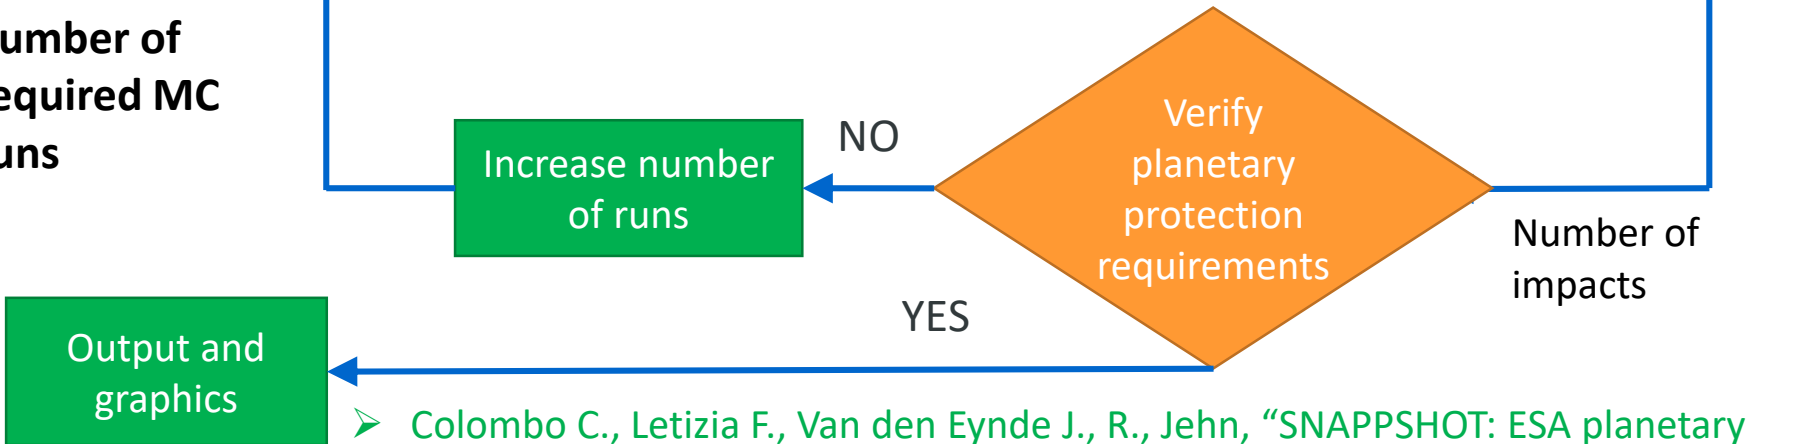 umber of
equired MC
uns
NO
Increase number
of runs
Verify
planetary
protection
requirements
Number of
impacts
YES
Output and
graphics
➢ Colombo C., Letizia F., Van den Eynde J., R., Jehn, “SNAPPSHOT: ESA planetary